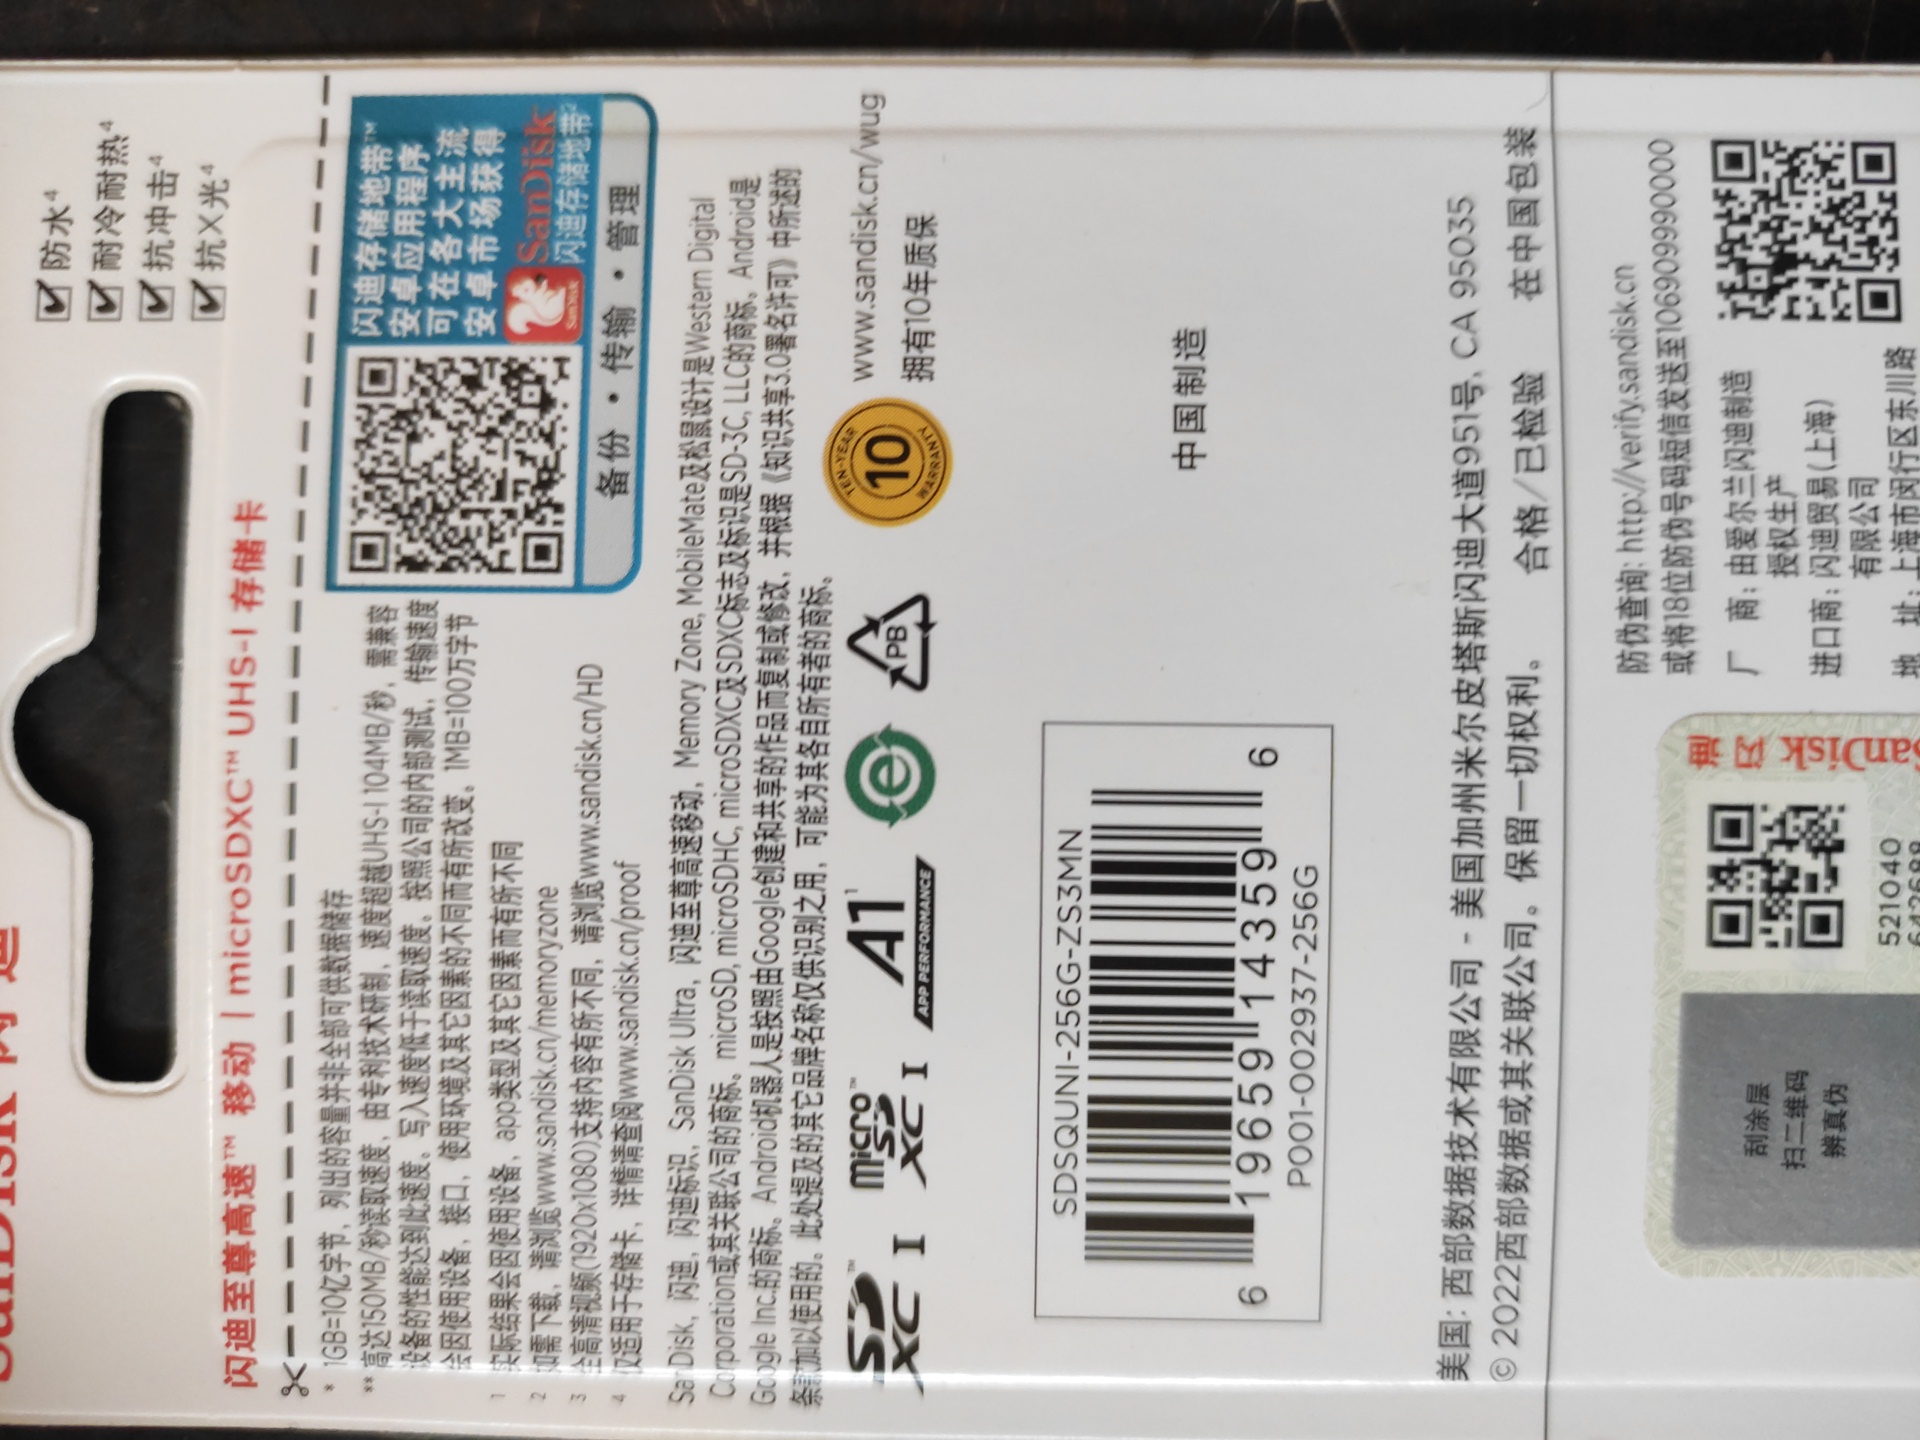 SanDisk 闪迪
☑ 防水⁴
☑ 耐冷耐热⁴
☑ 抗冲击⁴
☑ 抗X光⁴
闪迪至尊高速™ 移动 | microSDXC™ UHS-I 存储卡
* 1GB=10亿字节，列出的容量并非全部可供数据储存
** 高达150MB/秒读取速度，由专利技术研制，速度超越UHS-I 104MB/秒，需兼容
设备的性能达到此速度。写入速度低于读取速度。按照公司的内部测试，传输速度
会因使用设备，接口，使用环境及其它因素的不同而有所改变。1MB=100万字节
1 实际结果会因使用设备，app类型及其它因素而有所不同
2 如需下载，请浏览www.sandisk.cn/memoryzone
3 全高清视频(1920x1080)支持内容有所不同，请浏览www.sandisk.cn/HD
4 仅适用于存储卡，详情请查阅www.sandisk.cn/proof
闪迪存储地带™
安卓应用程序
可在各大主流
安卓市场获得
SanDisk
SanDisk
闪迪存储地带²
备份 • 传输 • 管理
SanDisk，闪迪，闪迪标识，SanDisk Ultra，闪迪至尊高速移动，Memory Zone, MobileMate及松鼠设计是Western Digital
Corporation或其关联公司的商标。microSD, microSDHC, microSDXC及SDXC标志及标识是SD-3C, LLC的商标。Android是
Google Inc.的商标。Android机器人是按照由Google创建和共享的作品而复制或修改，并根据《知识共享3.0署名许可》中所述的
条款加以使用的。此处提及的其它品牌名称仅供识别之用，可能为其各自所有者的商标。
SD™
XC I
micro™
SD
XC I
A1¹
APP PERFORMANCE
e
PB
TEN-YEAR
10
WARRANTY
www.sandisk.cn/wug
拥有10年质保
SDSQUNI-256G-ZS3MN
6 19659 14359 6
P001-002937-256G
中国制造
美国: 西部数据技术有限公司 - 美国加州米尔皮塔斯闪迪大道951号, CA 95035
© 2022西部数据或其关联公司。保留一切权利。 合格/已检验 在中国包装
SanDisk 闪迪
521040
刮涂层
扫二维码
辨真伪
防伪查询: http://verify.sandisk.cn
或将18位防伪号码短信发送至1069099990000
厂 商: 由爱尔兰闪迪制造
授权生产
进口商: 闪迪贸易(上海)
有限公司
地 址: 上海市闵行区东川路